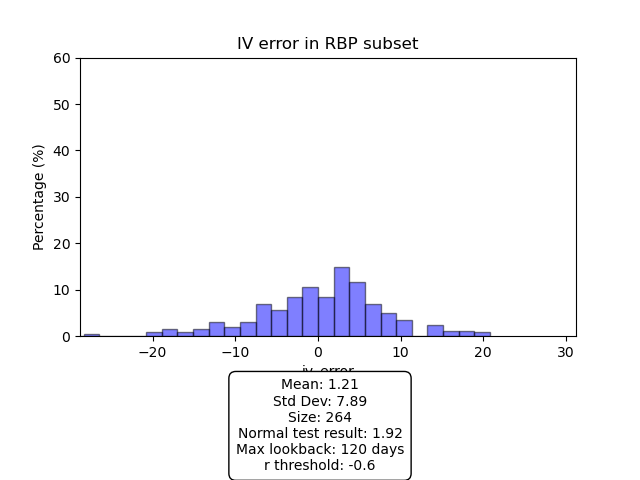 IV error in RBP subset
60
50
40
30
20
10
0
Percentage (%)
−20
−10
0
10
20
30
iv_error
Mean: 1.21
Std Dev: 7.89
Size: 264
Normal test result: 1.92
Max lookback: 120 days
r threshold: -0.6